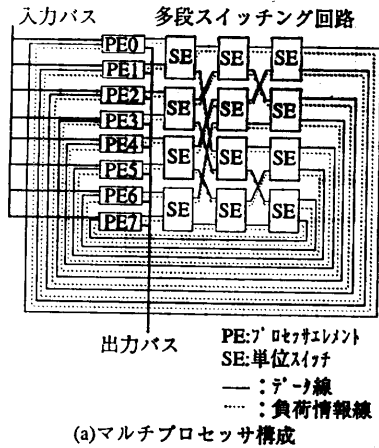 入力バス
多段スイッチング回路
PE0
PE1
PE2
PE3
PE4
PE5
PE6
PE7
SE SE SE
SE SE SE
SE SE SE
SE SE SE
出力バス
PE:プロセッサエレメント
SE:単位スイッチ
:データ線
:負荷情報線
(a)マルチプロセッサ構成